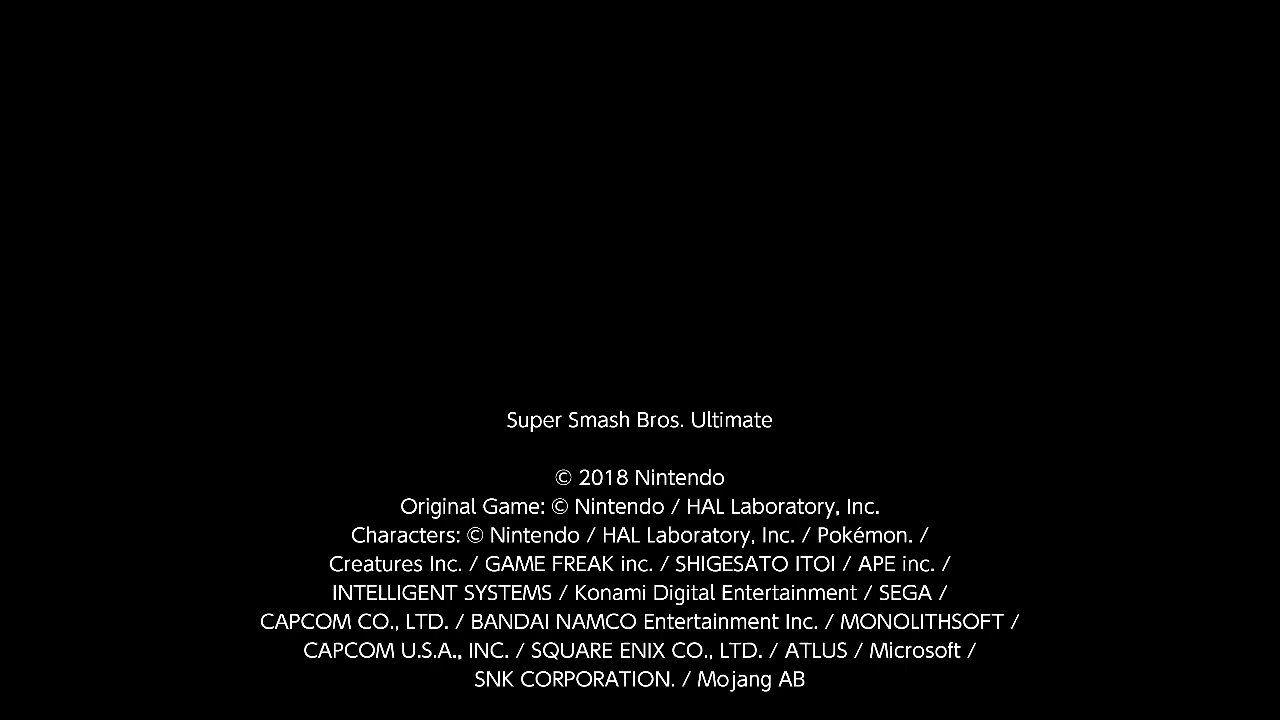 Super Smash Bros. Ultimate
© 2018 Nintendo
Original Game: © Nintendo / HAL Laboratory, Inc.
Characters: © Nintendo / HAL Laboratory, Inc. / Pokémon. /
Creatures Inc. / GAME FREAK inc. / SHIGESATO ITOI / APE inc. /
INTELLIGENT SYSTEMS / Konami Digital Entertainment / SEGA /
CAPCOM CO., LTD. / BANDAI NAMCO Entertainment Inc. / MONOLITHSOFT /
CAPCOM U.S.A., INC. / SQUARE ENIX CO., LTD. / ATLUS / Microsoft /
SNK CORPORATION. / Mojang AB